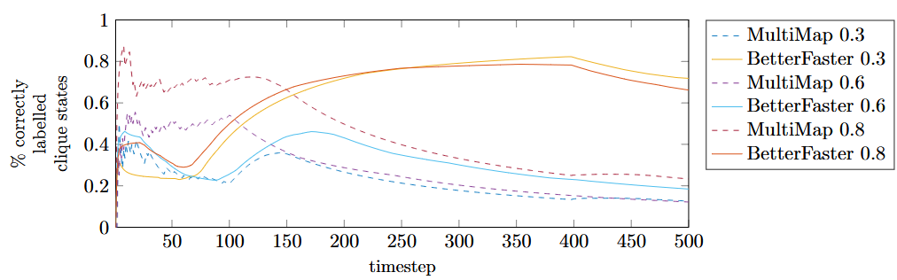 1
0.8
0.6
0.4
0.2
0
50
100
150
200
250
300
350
400
450
500
timestep
% correctly
labelled
clique states
MultiMap 0.3
BetterFaster 0.3
MultiMap 0.6
BetterFaster 0.6
MultiMap 0.8
BetterFaster 0.8